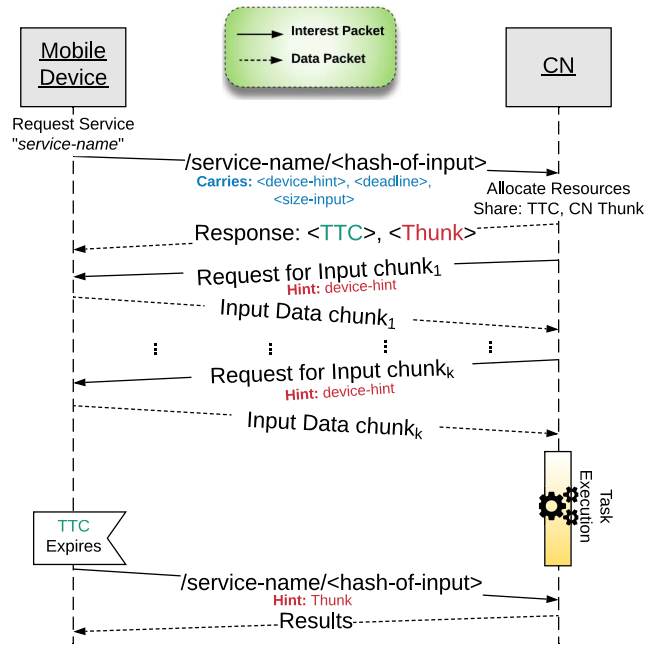 Interest Packet
Data Packet
Mobile
Device
CN
Request Service
"service-name"
/service-name/<hash-of-input>
Carries: <device-hint>, <deadline>,
<size-input>
Allocate Resources
Share: TTC, CN Thunk
Response: <TTC>, <Thunk>
Request for Input chunk1
Hint: device-hint
Input Data chunk1
Request for Input chunkk
Hint: device-hint
Input Data chunkk
Task
Execution
TTC
Expires
/service-name/<hash-of-input>
Hint: Thunk
Results